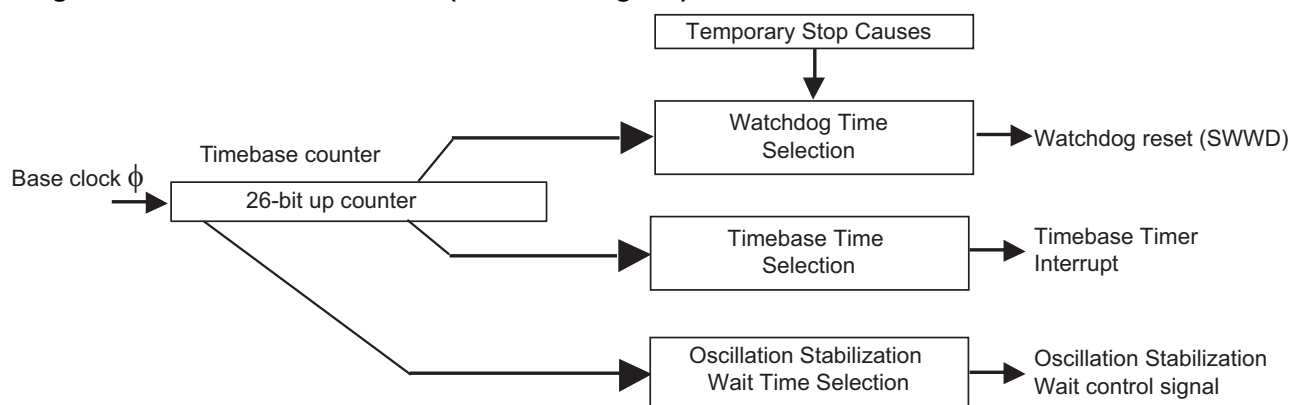 Temporary Stop Causes
Watchdog Time
Selection
Watchdog reset (SWWD)
Timebase counter
Base clock ϕ
26-bit up counter
Timebase Time
Selection
Timebase Timer
Interrupt
Oscillation Stabilization
Wait Time Selection
Oscillation Stabilization
Wait control signal